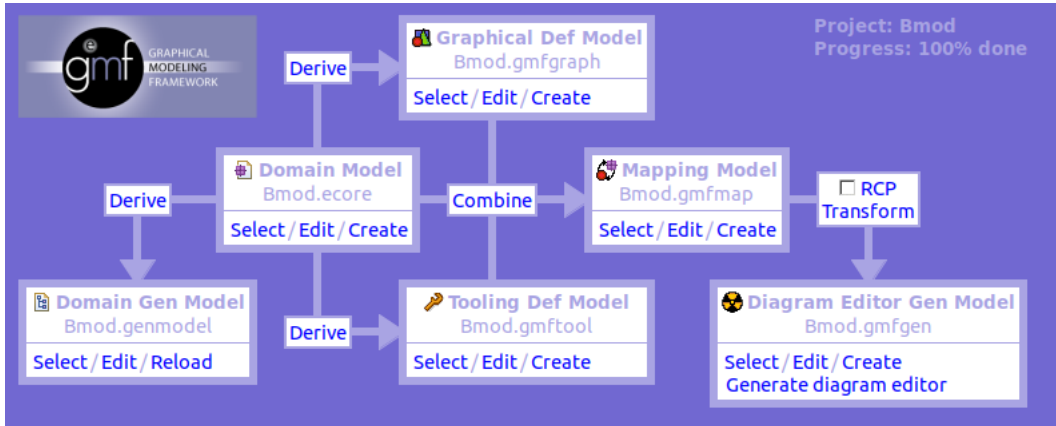 e
gmf
GRAPHICAL
MODELING
FRAMEWORK
Project: Bmod
Progress: 100% done
Graphical Def Model
Bmod.gmfgraph
Select / Edit / Create
Derive
Domain Model
Bmod.ecore
Select / Edit / Create
Derive
Combine
Mapping Model
Bmod.gmfmap
Select / Edit / Create
RCP
Transform
Domain Gen Model
Bmod.genmodel
Select / Edit / Reload
Derive
Tooling Def Model
Bmod.gmftool
Select / Edit / Create
Diagram Editor Gen Model
Bmod.gmfgen
Select / Edit / Create
Generate diagram editor